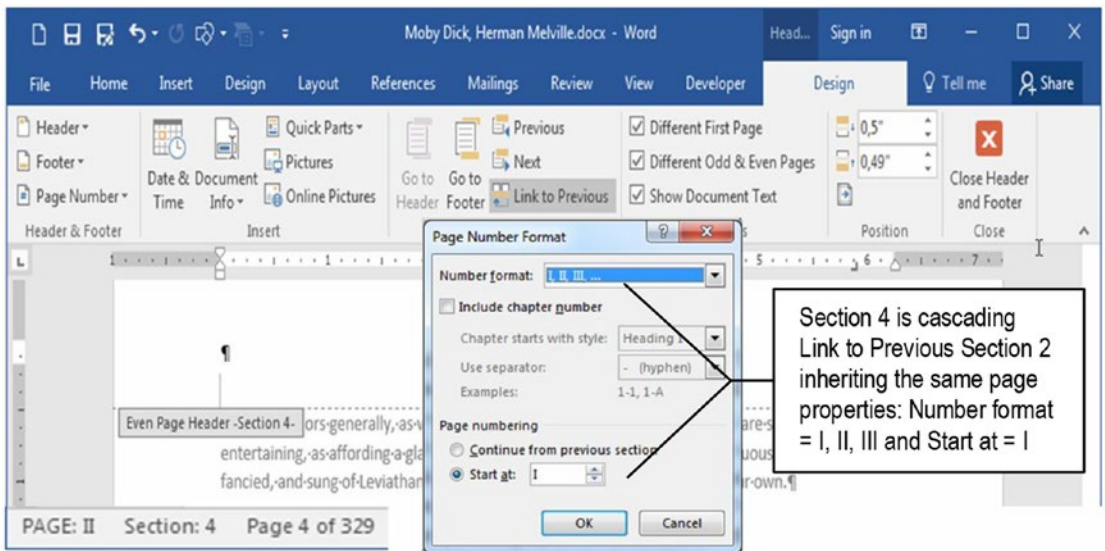 Moby Dick, Herman Melville.docx - Word Head... Sign in
File Home Insert Design Layout References Mailings Review View Developer Design Tell me Share
Header
Footer
Page Number
Header & Footer
Date & Time
Document Info
Quick Parts
Pictures
Online Pictures
Insert
Go to Header
Go to Footer
Previous
Next
Link to Previous
Different First Page
Different Odd & Even Pages
Show Document Text
0,5"
0,49"
Position
Close Header and Footer
Close
L
1 1 5 6 7
¶
Even Page Header -Section 4-
ors·generally,·as·
entertaining,·as·affording·a·gla
fancied,·and·sung·of·Leviathan
r·own.¶
Page Number Format
Number format: I, II, III, ...
Include chapter number
Chapter starts with style: Heading 1
Use separator: - (hyphen)
Examples: 1-1, 1-A
Page numbering
Continue from previous section
Start at: I
OK Cancel
Section 4 is cascading
Link to Previous Section 2
inheriting the same page
properties: Number format
= I, II, III and Start at = I
PAGE: II Section: 4 Page 4 of 329